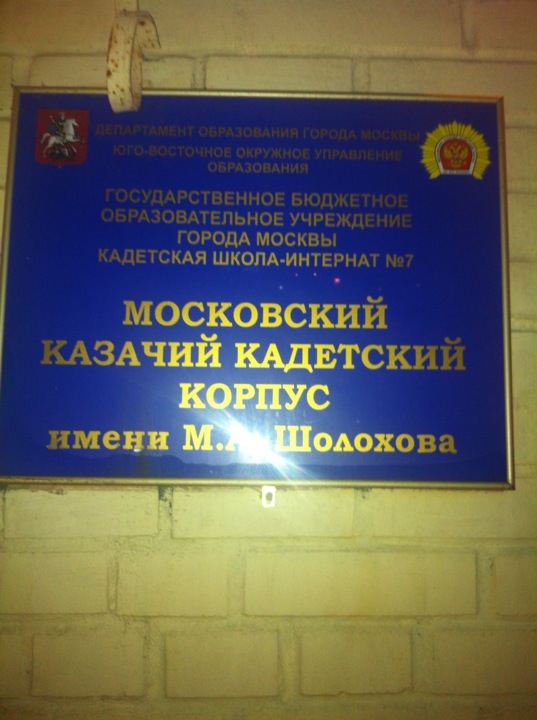 ДЕПАРТАМЕНТ ОБРАЗОВАНИЯ ГОРОДА МОСКВЫ
ЮГО-ВОСТОЧНОЕ ОКРУЖНОЕ УПРАВЛЕНИЕ
ОБРАЗОВАНИЯ
ГОСУДАРСТВЕННОЕ БЮДЖЕТНОЕ
ОБРАЗОВАТЕЛЬНОЕ УЧРЕЖДЕНИЕ
ГОРОДА МОСКВЫ
КАДЕТСКАЯ ШКОЛА-ИНТЕРНАТ №7
МОСКОВСКИЙ
КАЗАЧИЙ КАДЕТСКИЙ
КОРПУС
имени М.А. Шолохова